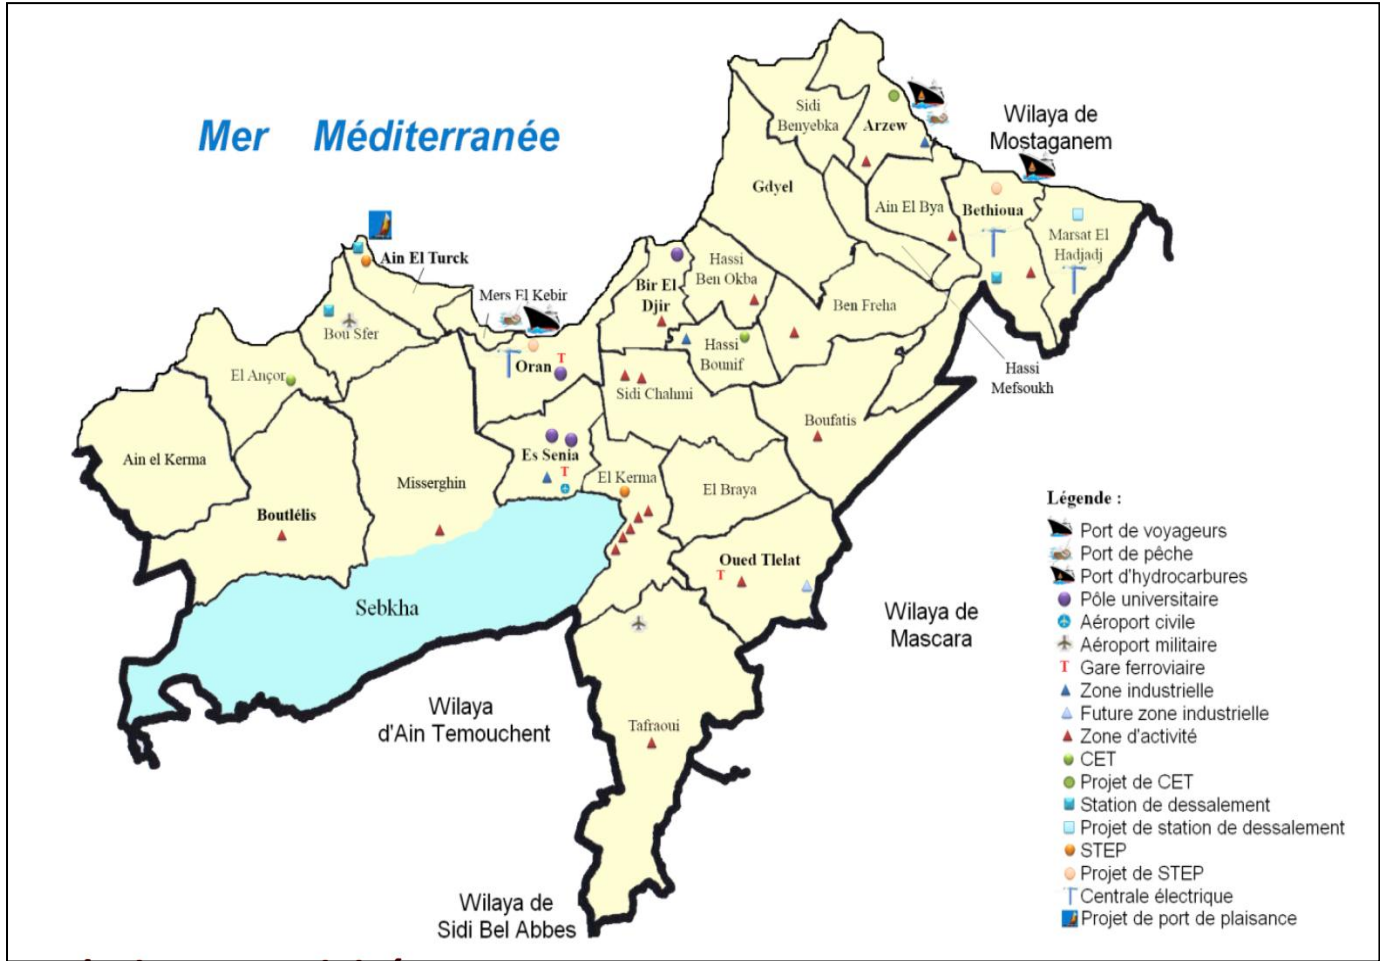 Mer Méditerranée
Wilaya de
Mostaganem
Sidi
Benyebka
Arzew
Gdyel
Ain El Bya
Bethioua
Marsat El
Hadjadj
Ain El Turck
Mers El Kebir
Hassi
Ben Okba
Bir El
Djir
Ben Freha
Bou Sfer
Hassi
Bounif
Hassi
Mefsoukh
El Ançor
Oran
T
Sidi Chahmi
Boufatis
Ain el Kerma
Misserghin
Es Senia
T
El Kerma
El Braya
Boutlélis
Oued Tlelat
T
Sebkha
Wilaya de
Mascara
Wilaya
d'Ain Temouchent
Tafraoui
Wilaya de
Sidi Bel Abbes
Légende :
Port de voyageurs
Port de pêche
Port d'hydrocarbures
Pôle universitaire
Aéroport civile
Aéroport militaire
T Gare ferroviaire
Zone industrielle
Future zone industrielle
Zone d'activité
CET
Projet de CET
Station de dessalement
Projet de station de dessalement
STEP
Projet de STEP
Centrale électrique
Projet de port de plaisance